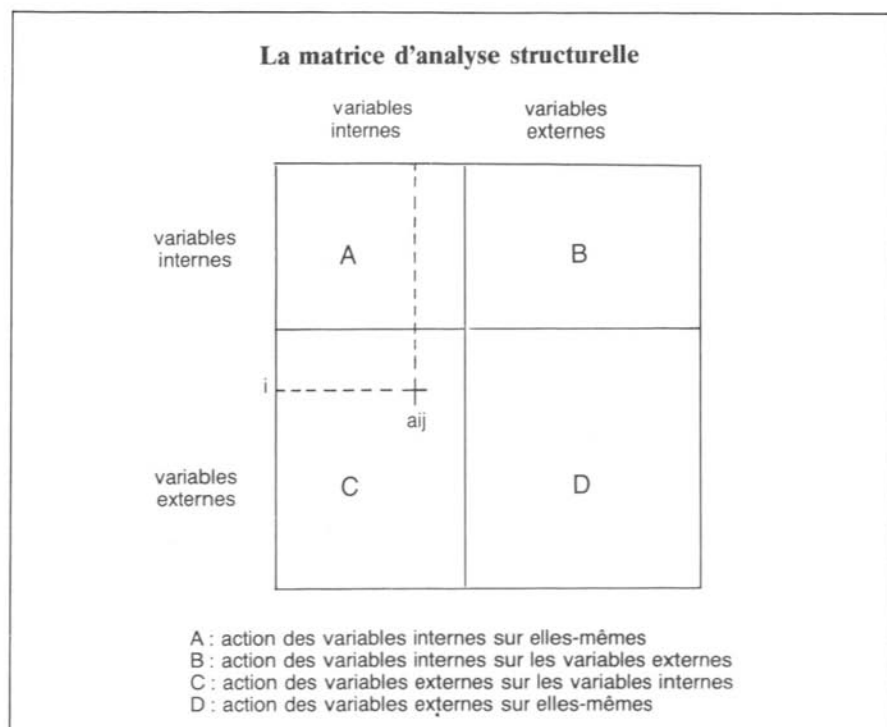 La matrice d'analyse structurelle
variables
internes
variables
externes
variables
internes
A
B
i
aij
variables
externes
C
D
A : action des variables internes sur elles-mêmes
B : action des variables internes sur les variables externes
C : action des variables externes sur les variables internes
D : action des variables externes sur elles-mêmes